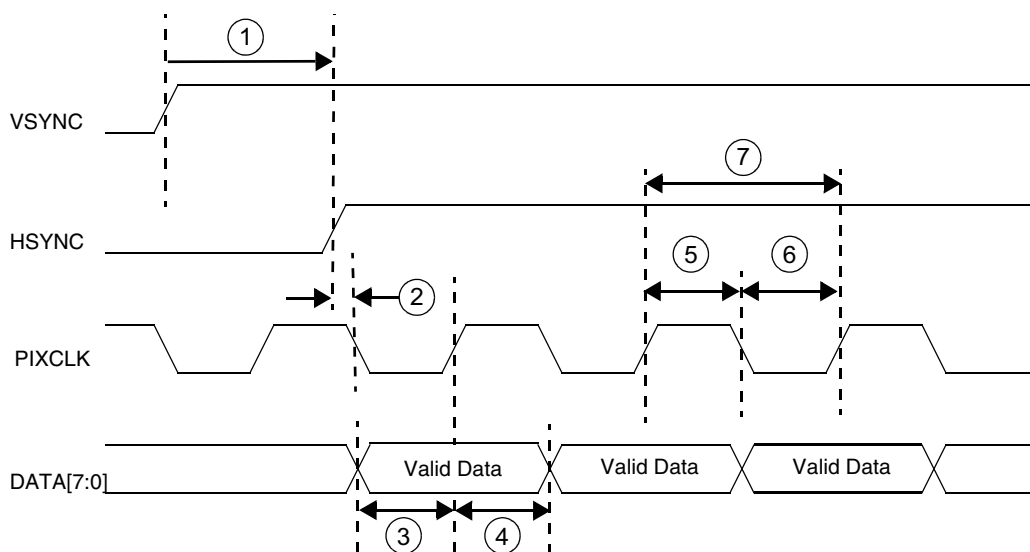 1
VSYNC
7
HSYNC
5
6
2
PIXCLK
DATA[7:0]
Valid Data
Valid Data
Valid Data
3
4